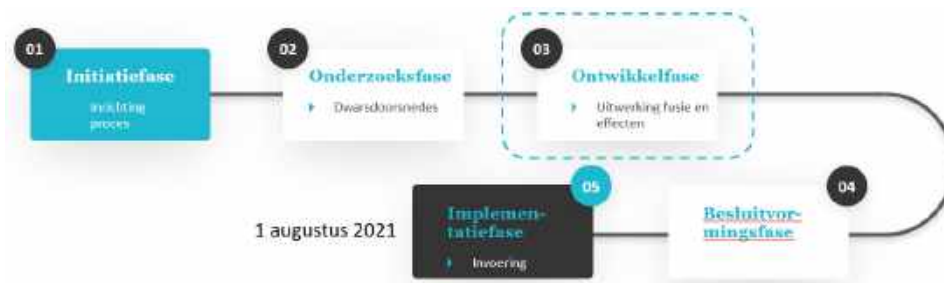 01
Initiatiefase
Inrichting
proces
02
Onderzoeksfase
Dwarsdoorsnedes
03
Ontwikkelfase
Uitwerking fusie en
effecten
04
Besluitvor-
mingsfase
05
Implemen-
tatiefase
Invoering
1 augustus 2021